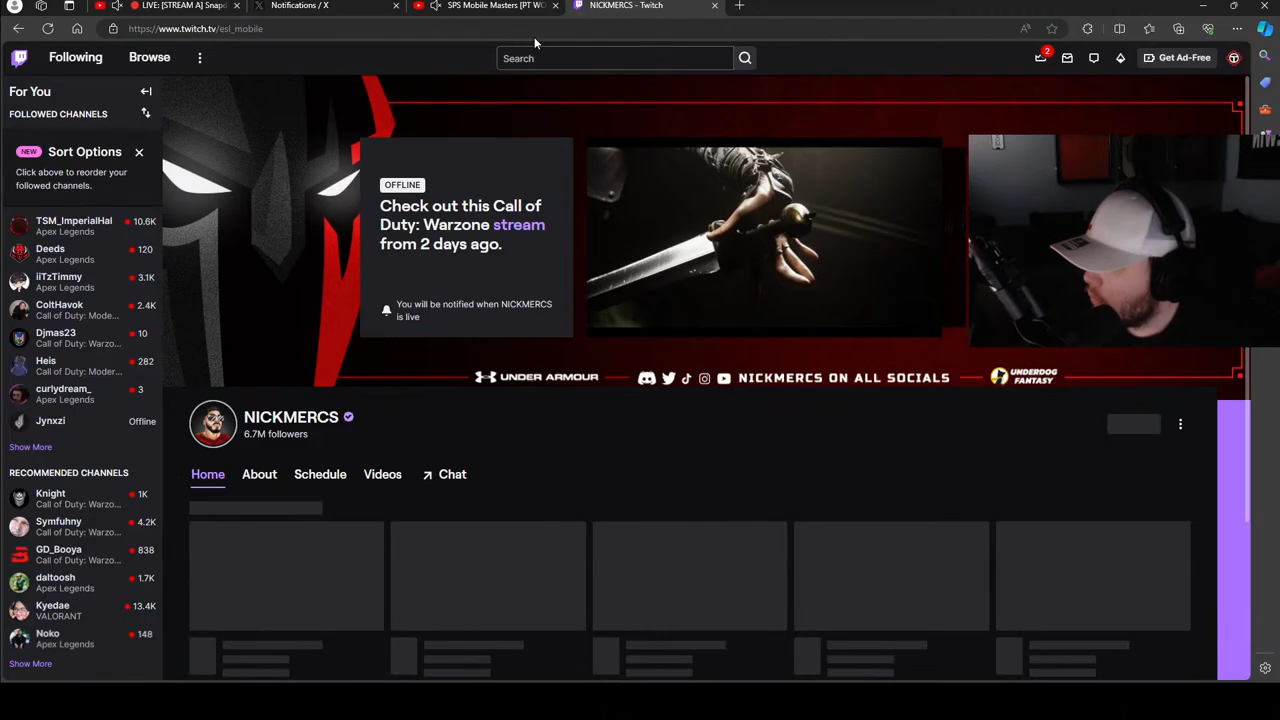 LIVE: [STREAM A] Snapd
Notifications / X
SPS Mobile Masters [PT WO
NICKMERCS - Twitch
https://www.twitch.tv/esl_mobile
Following
Browse
Search
2
Get Ad-Free
For You
FOLLOWED CHANNELS
NEW
Sort Options
Click above to reorder your
followed channels.
TSM_ImperialHal
10.6K
Apex Legends
Deeds
120
Apex Legends
iiTzTimmy
3.1K
Apex Legends
ColtHavok
2.4K
Call of Duty: Mode...
Djmas23
10
Call of Duty: Warzo...
Heis
282
Call of Duty: Moder...
curlydream_
3
Apex Legends
Jynxzi
Offline
Show More
RECOMMENDED CHANNELS
Knight
1K
Call of Duty: Warzo...
Symfuhny
4.2K
Call of Duty: Warzo...
GD_Booya
838
Call of Duty: Warzo...
daltoosh
1.7K
Apex Legends
Kyedae
13.4K
VALORANT
Noko
148
Apex Legends
Show More
OFFLINE
Check out this Call of
Duty: Warzone stream
from 2 days ago.
You will be notified when NICKMERCS
is live
UNDER ARMOUR
NICKMERCS ON ALL SOCIALS
UNDERDOG
FANTASY
NICKMERCS
6.7M followers
Home
About
Schedule
Videos
Chat